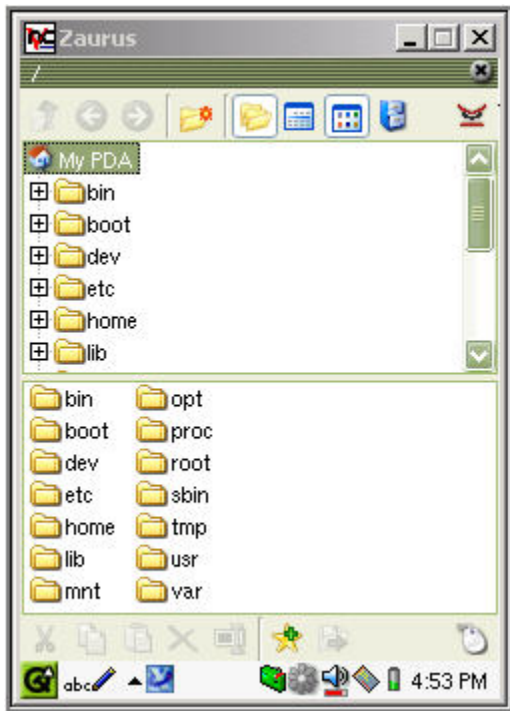 VNC Zaurus
/
My PDA
bin
boot
dev
etc
home
lib
bin opt
boot proc
dev root
etc sbin
home tmp
lib usr
mnt var
abc 4:53 PM